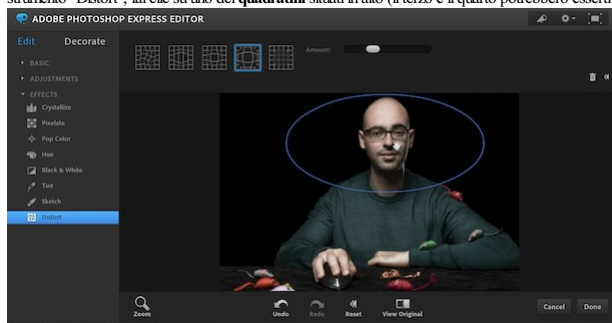 strumento "Distort", fai clic su uno dei quadratini situati in alto (il terzo e il quarto potrebbero esserti
ADOBE PHOTOSHOP EXPRESS EDITOR
Edit Decorate
Amount:
BASIC
ADJUSTMENTS
EFFECTS
Crystallize
Pixelate
Pop Color
Hue
Black & White
Tint
Sketch
Distort
Zoom
Undo
Redo
Reset
View Original
Cancel
Done